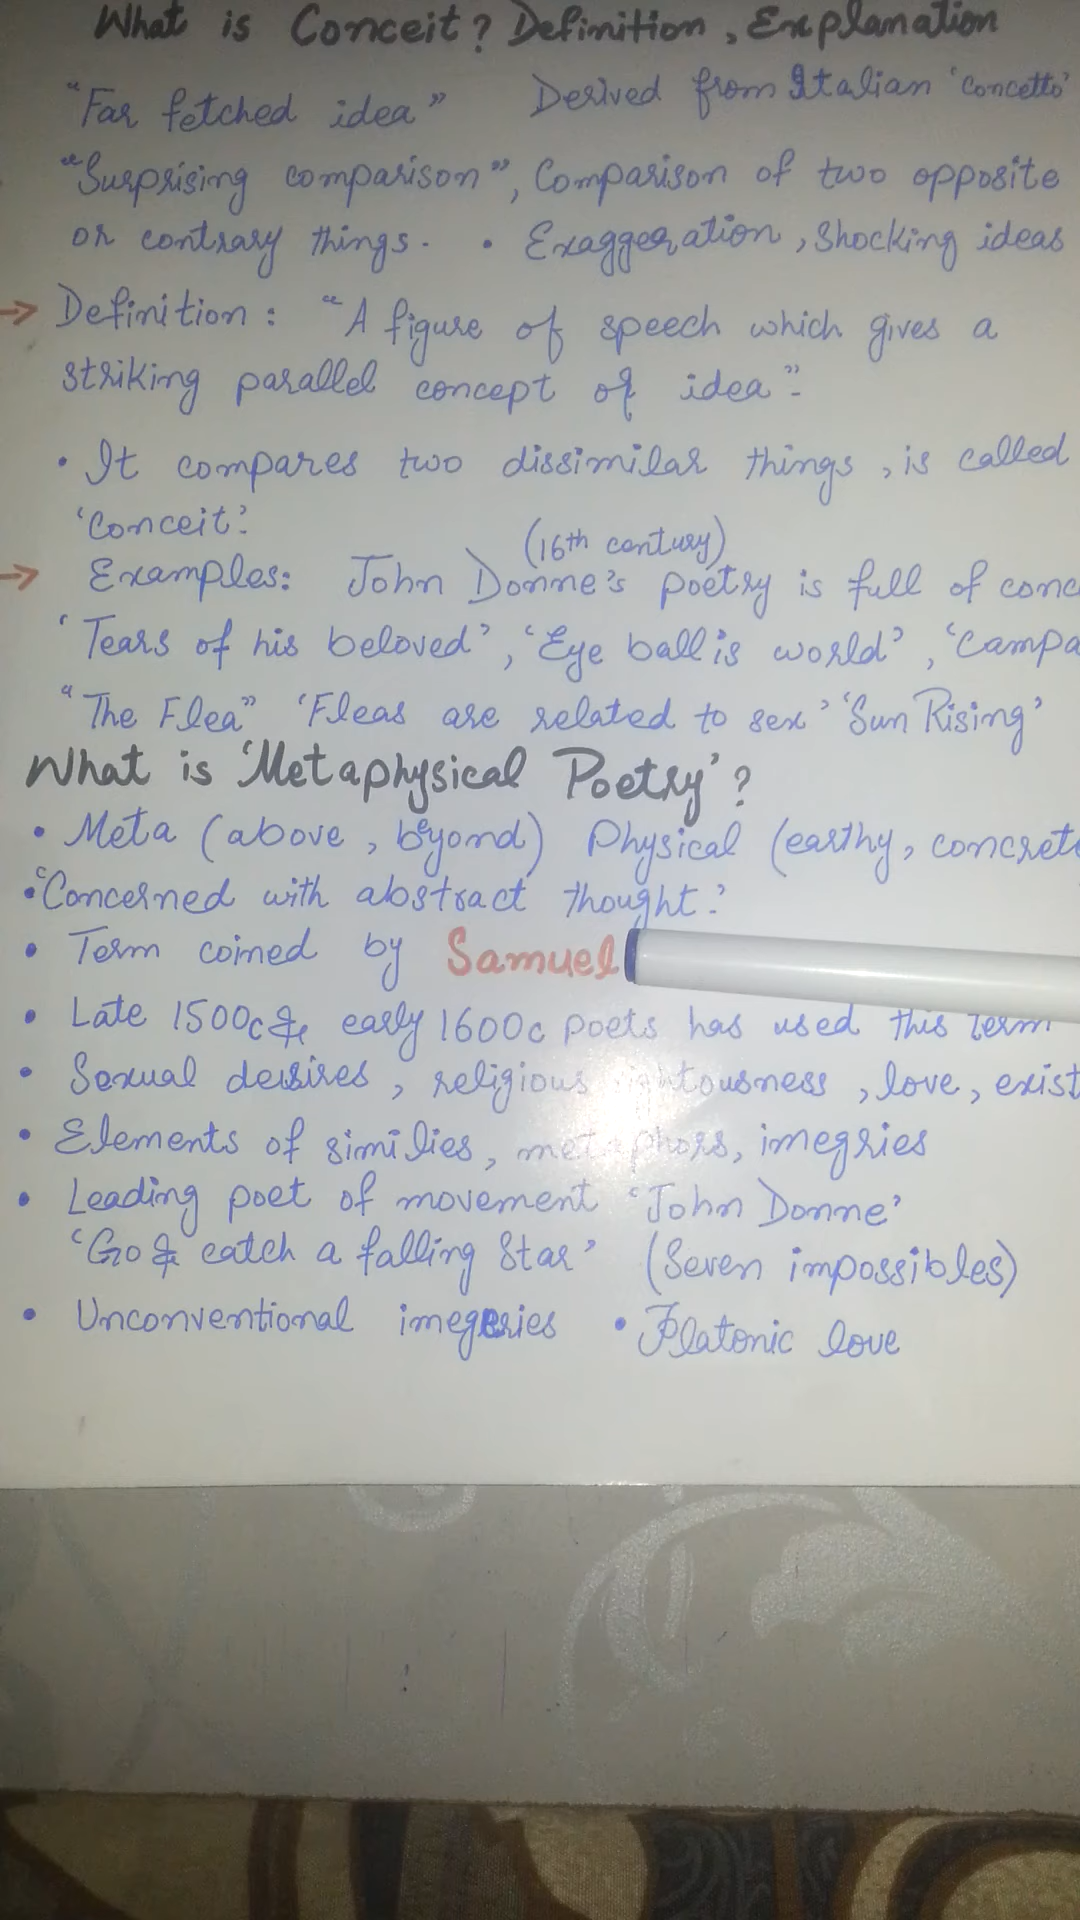 What is Conceit? Definition, Explanation
"Far fetched idea" Derived from Italian 'Concetto'
"Surprising comparison", Comparison of two opposite
or contrary things. • Exaggeration, Shocking ideas
→ Definition: "A figure of speech which gives a
striking parallel concept of idea".
• It compares two dissimilar things, is called
'Conceit'.
(16th century)
→ Examples: John Donne's poetry is full of conc
'Tears of his beloved', 'Eye ball is world', 'Campa
"The Flea" 'Fleas are related to sex' 'Sun Rising'
What is 'Metaphysical Poetry'?
• Meta (above, beyond) Physical (earthy, concrete
• 'Concerned with abstract thought.'
• Term coined by Samuel
• Late 1500c & early 1600c poets has used this term
• Sexual desires, religious ightousness, love, exist
• Elements of similies, metaphors, imegries
• Leading poet of movement 'John Donne'
'Go & catch a falling Star' (Seven impossibles)
• Unconventional imegeries • Platonic love